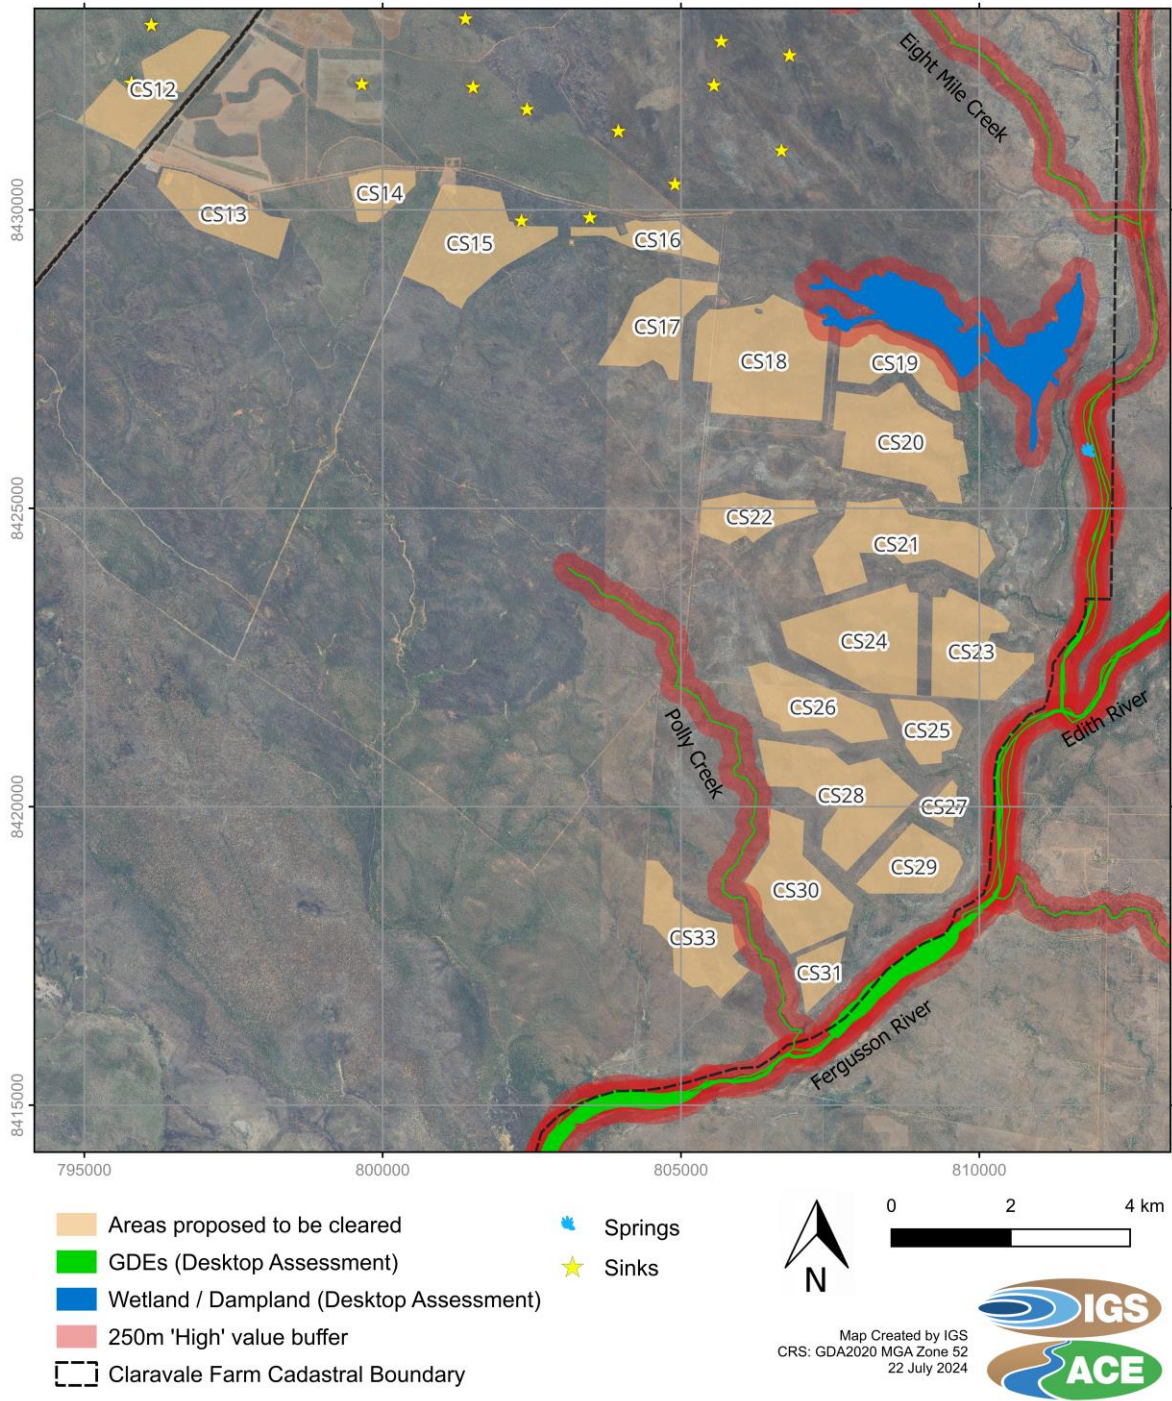 Eight Mile Creek
CS12
CS14
CS13
CS15
CS16
CS17
CS18
CS19
CS20
CS22
CS21
CS24
CS23
CS26
Polly Creek
CS25
Edith River
CS28
CS27
CS29
CS30
CS33
CS31
Fergusson River
8430000
8425000
8420000
8415000
795000
800000
805000
810000
Areas proposed to be cleared
GDEs (Desktop Assessment)
Wetland / Dampland (Desktop Assessment)
250m 'High' value buffer
Claravale Farm Cadastral Boundary
Springs
Sinks
N
0 2 4 km
Map Created by IGS
CRS: GDA2020 MGA Zone 52
22 July 2024
IGS
ACE